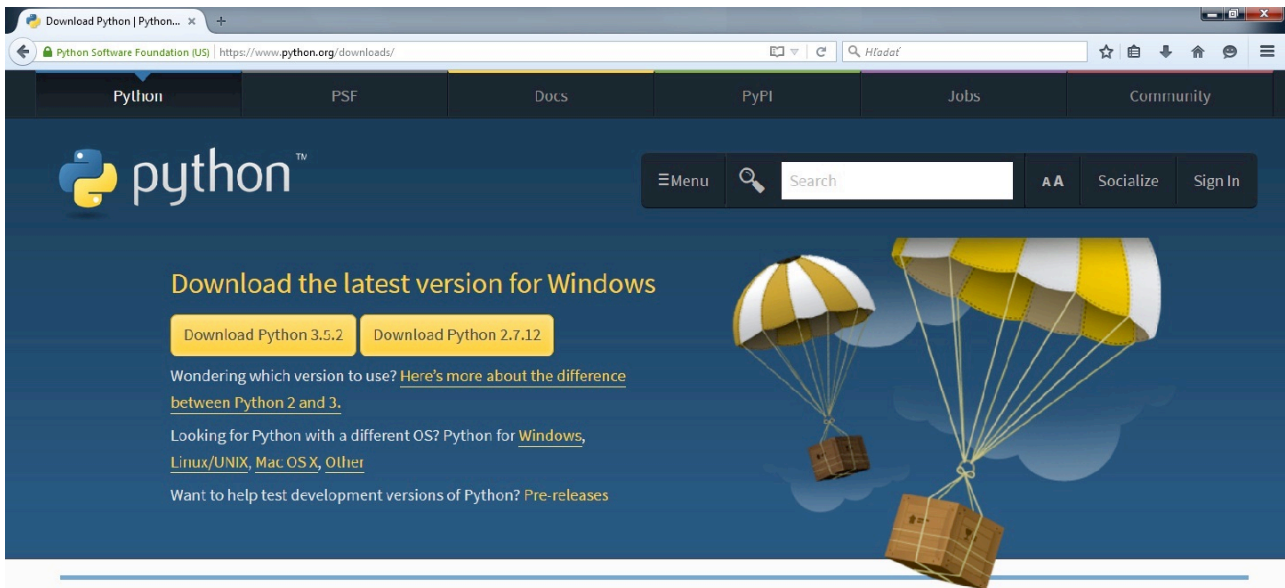 Download Python | Python... × +
Python Software Foundation (US) https://www.python.org/downloads/ Hľadať
Python PSF Docs PyPI Jobs Community
python™
≡Menu Search AA Socialize Sign In
Download the latest version for Windows
Download Python 3.5.2 Download Python 2.7.12
Wondering which version to use? Here's more about the difference
between Python 2 and 3.
Looking for Python with a different OS? Python for Windows,
Linux/UNIX, Mac OS X, Other
Want to help test development versions of Python? Pre-releases